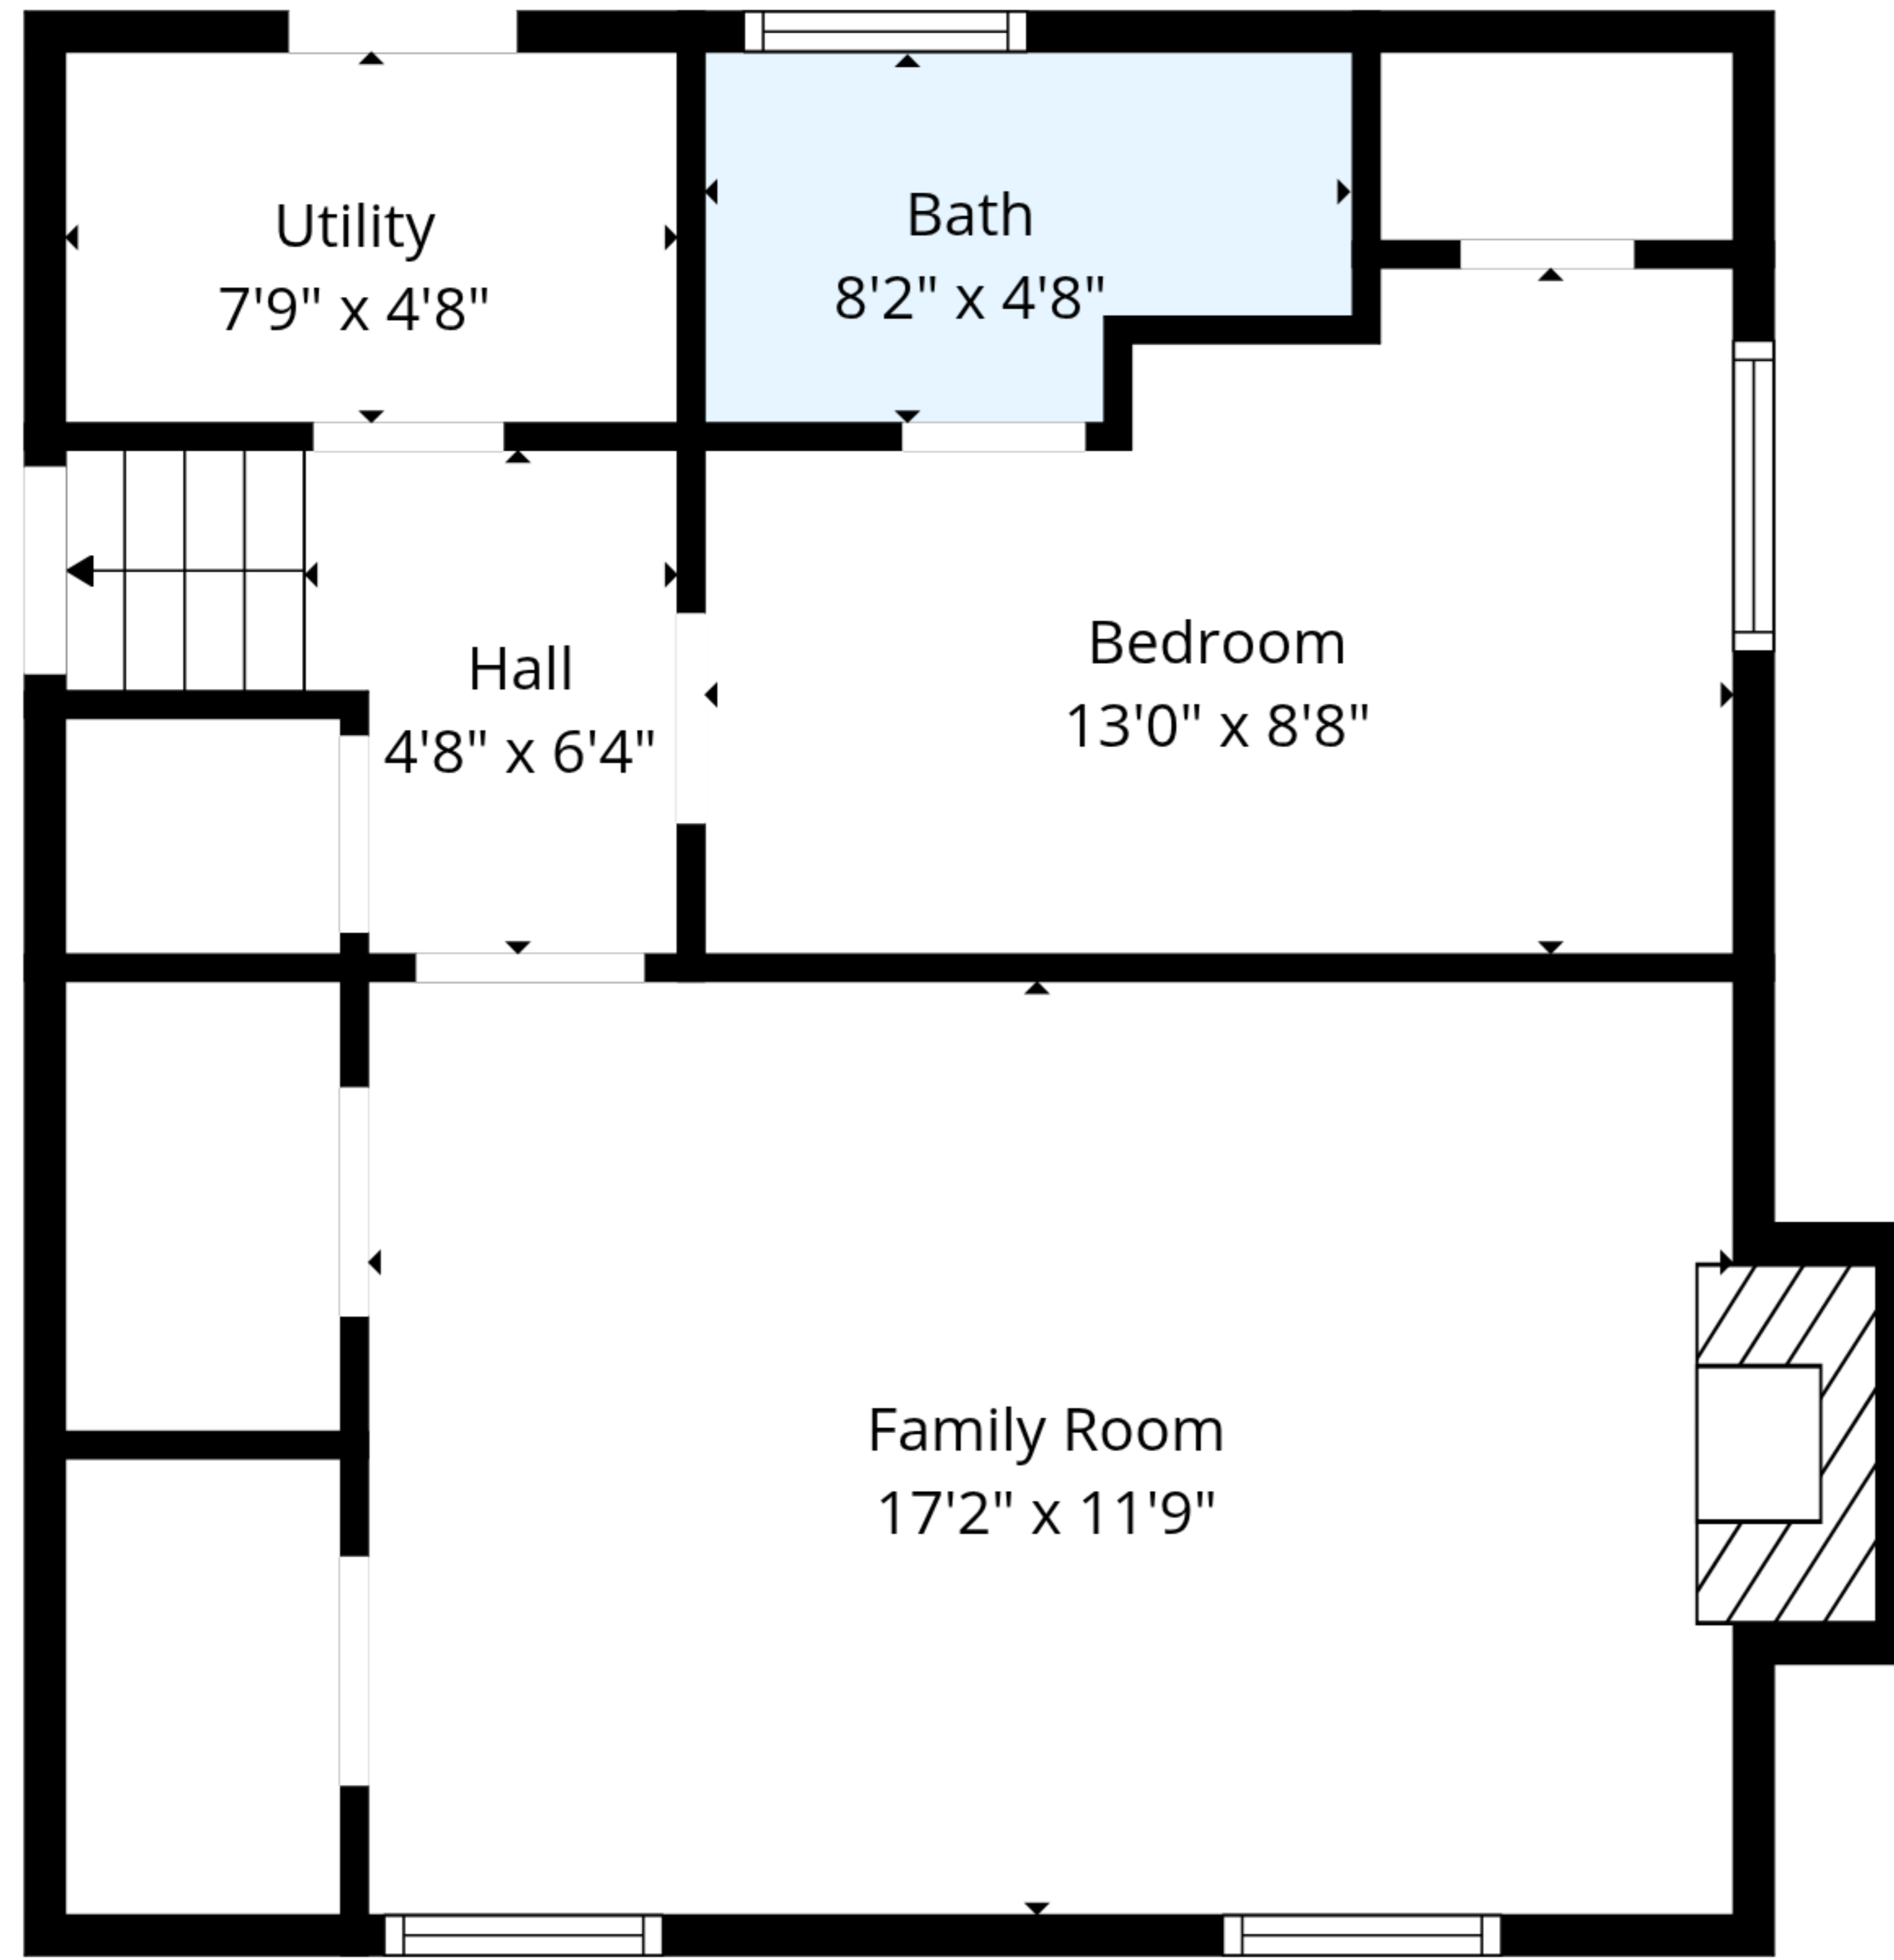 Utility
7'9" x 4'8"
Bath
8'2" x 4'8"
Hall
4'8" x 6'4"
Bedroom
13'0" x 8'8"
Family Room
17'2" x 11'9"